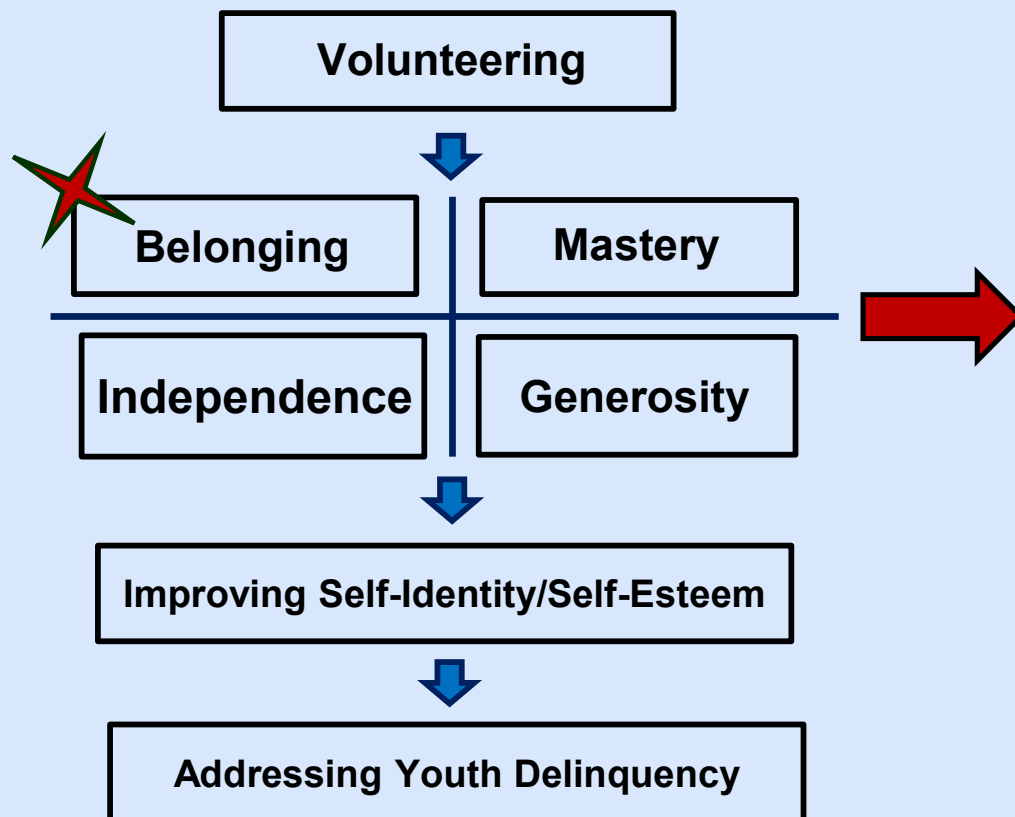 Volunteering
Belonging
Mastery
Independence
Generosity
Improving Self-Identity/Self-Esteem
Addressing Youth Delinquency